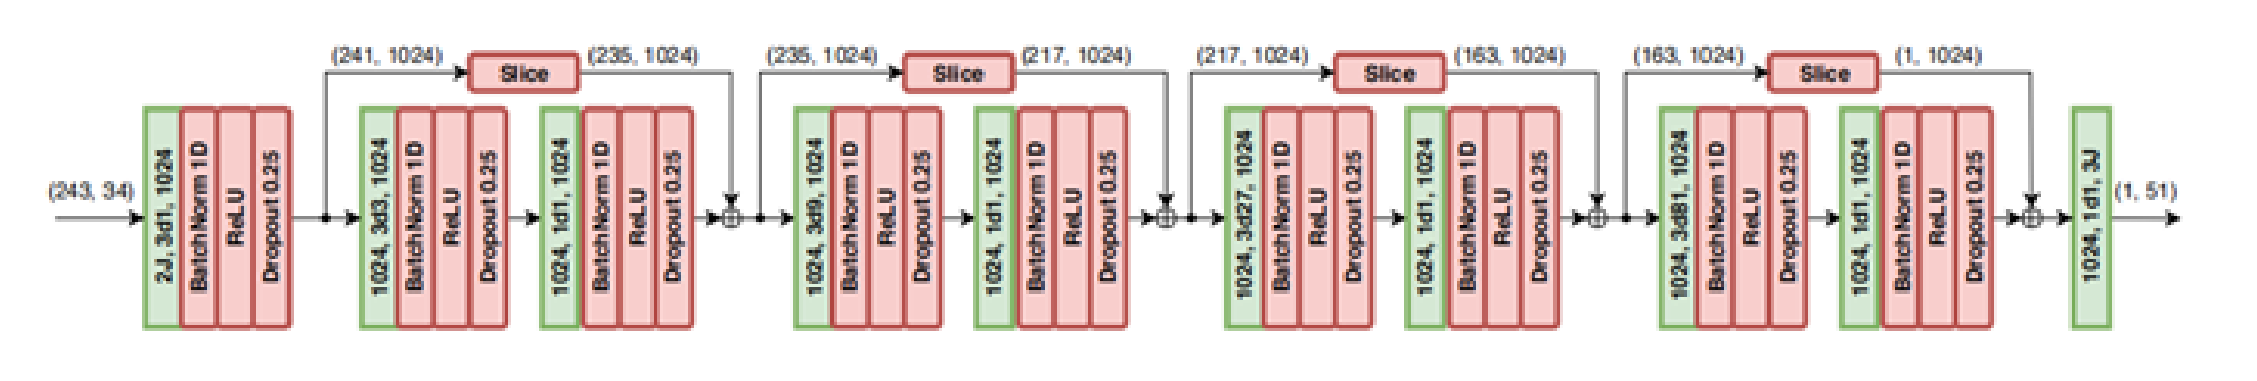 (241, 1024) Slice (235, 1024) (235, 1024) Slice (217, 1024) (217, 1024) Slice (163, 1024) (163, 1024) Slice (1, 1024)
(243, 34)
2J, 3d1, 1024
BatchNorm 1D
ReLU
Dropout 0.25
1024, 3d3, 1024
BatchNorm 1D
ReLU
Dropout 0.25
1024, 1d1, 1024
BatchNorm 1D
ReLU
Dropout 0.25
1024, 3d9, 1024
BatchNorm 1D
ReLU
Dropout 0.25
1024, 1d1, 1024
BatchNorm 1D
ReLU
Dropout 0.25
1024, 3d27, 1024
BatchNorm 1D
ReLU
Dropout 0.25
1024, 1d1, 1024
BatchNorm 1D
ReLU
Dropout 0.25
1024, 3d81, 1024
BatchNorm 1D
ReLU
Dropout 0.25
1024, 1d1, 1024
BatchNorm 1D
ReLU
Dropout 0.25
1024, 1d1, 3J
(1, 51)